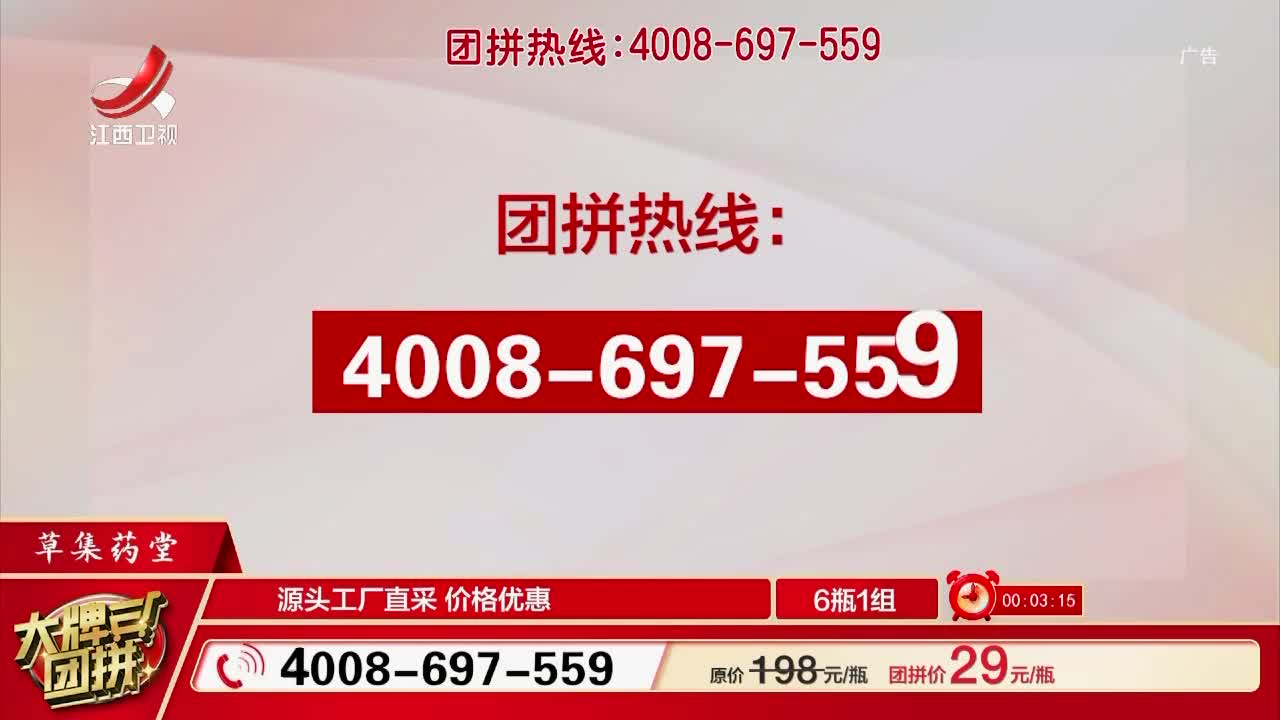 团拼热线:4008-697-559
广告
江西卫视
团拼热线：
4008-697-559
草集药堂
源头工厂直采 价格优惠
6瓶1组
00:03:15
大牌云!
团拼
4008-697-559
原价198元/瓶
团拼价29元/瓶